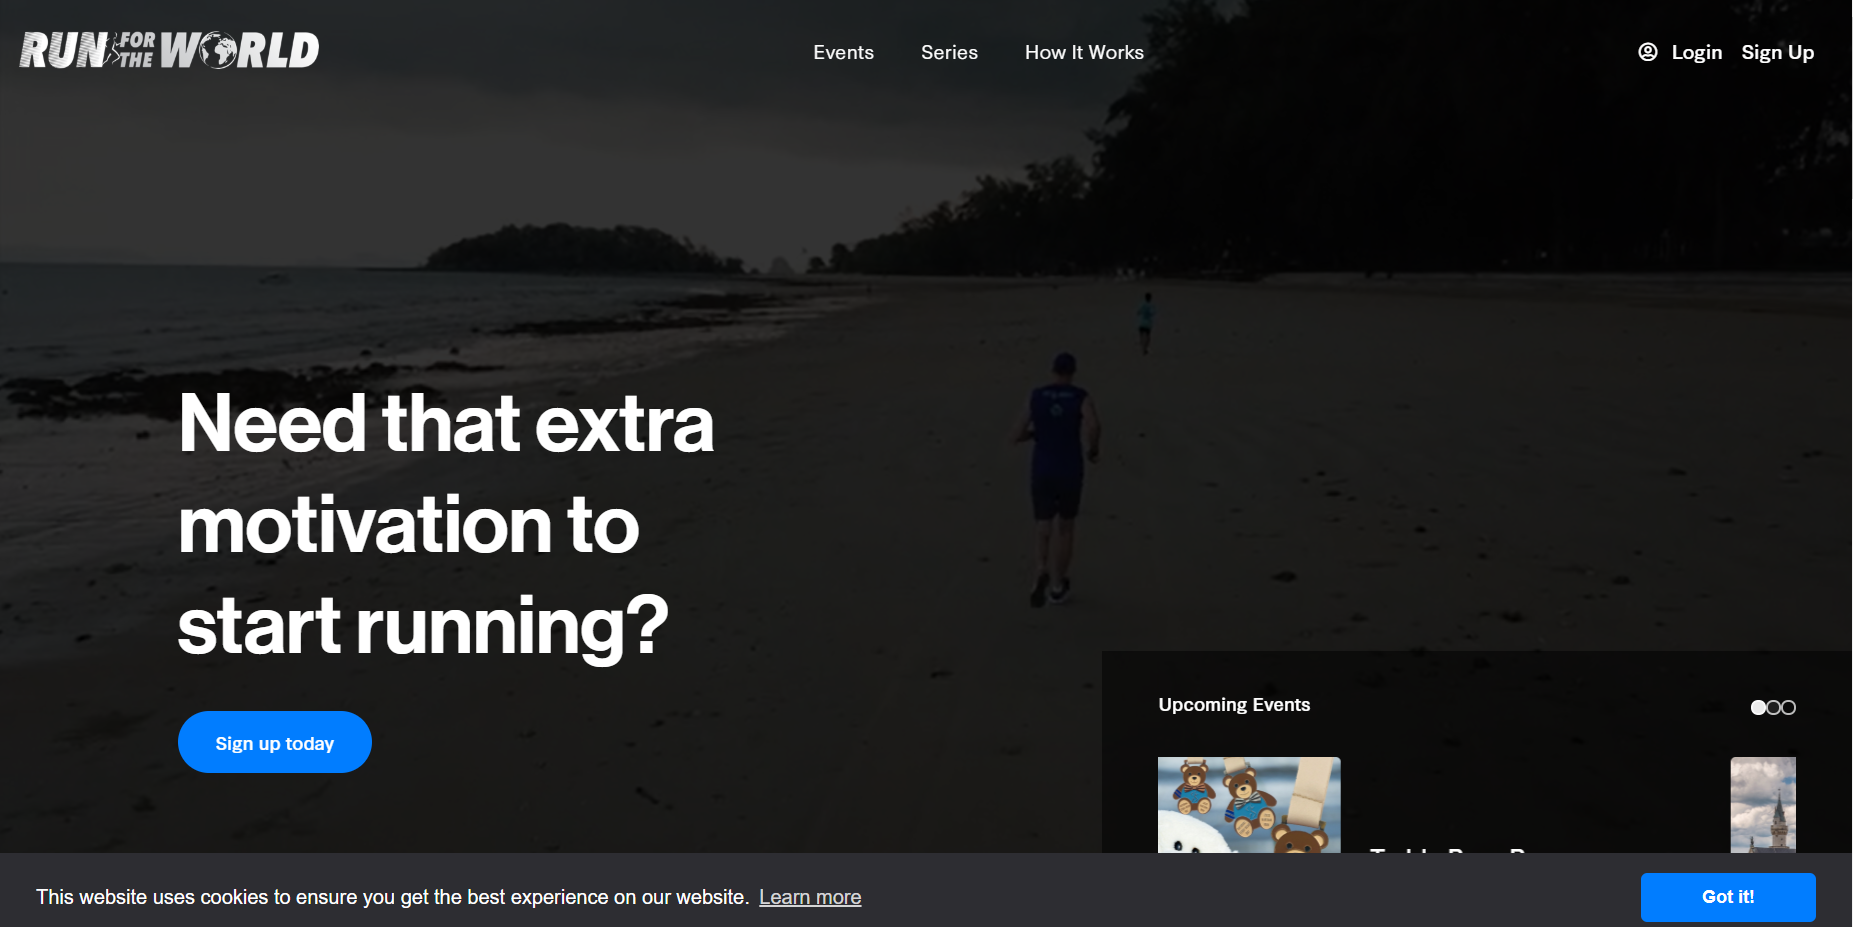 RUN FOR THE WORLD
Events
Series
How It Works
Login
Sign Up
Need that extra
motivation to
start running?
Sign up today
Upcoming Events
This website uses cookies to ensure you get the best experience on our website. Learn more
Got it!